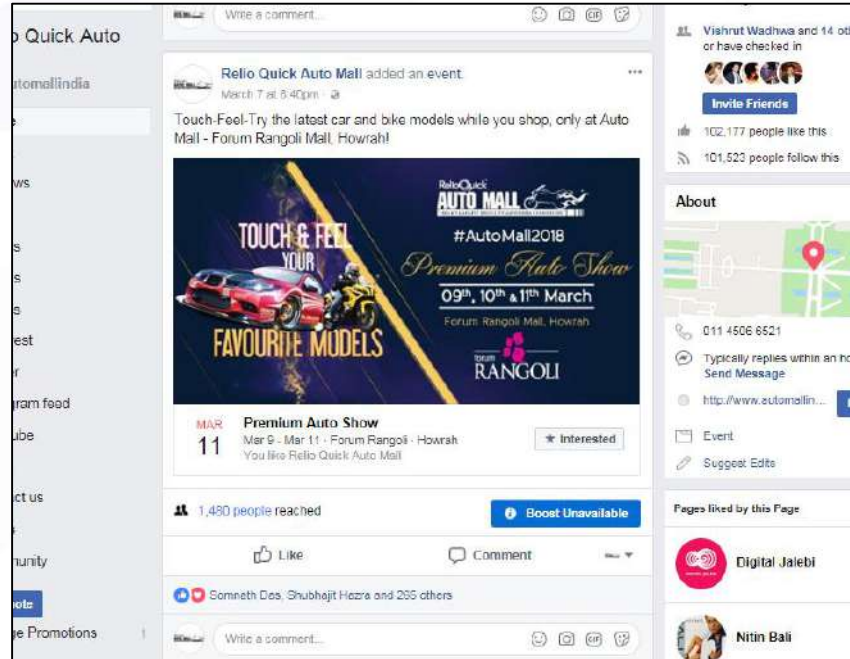 Write a comment...
Quick Auto
utomallindia
ws
s
s
s
rest
r
gram feed
ube
ct us
s
munity
ote
ge Promotions
Relio Quick Auto Mall added an event.
March 7 at 6:40pm
Touch-Feel-Try the latest car and bike models while you shop, only at Auto
Mall - Forum Rangoli Mall, Howrah!
TOUCH & FEEL
YOUR
FAVOURITE MODELS
RelioQuick
AUTO MALL
#AutoMall2018
Premium Auto Show
09th, 10th & 11th March
Forum Rangoli Mall, Howrah
forum
RANGOLI
MAR
11
Premium Auto Show
Mar 9 - Mar 11 · Forum Rangoli · Howrah
You like Relio Quick Auto Mall
Interested
1,480 people reached
Boost Unavailable
Like
Comment
Somnath Das, Shubhajit Hazra and 265 others
Write a comment...
GIF
Vishrut Wadhwa and 14 oth
or have checked in
Invite Friends
102,177 people like this
101,523 people follow this
About
011 4506 6521
Typically replies within an ho
Send Message
http://www.automallin...
Event
Suggest Edits
Pages liked by this Page
Digital Jalebi
Nitin Bali